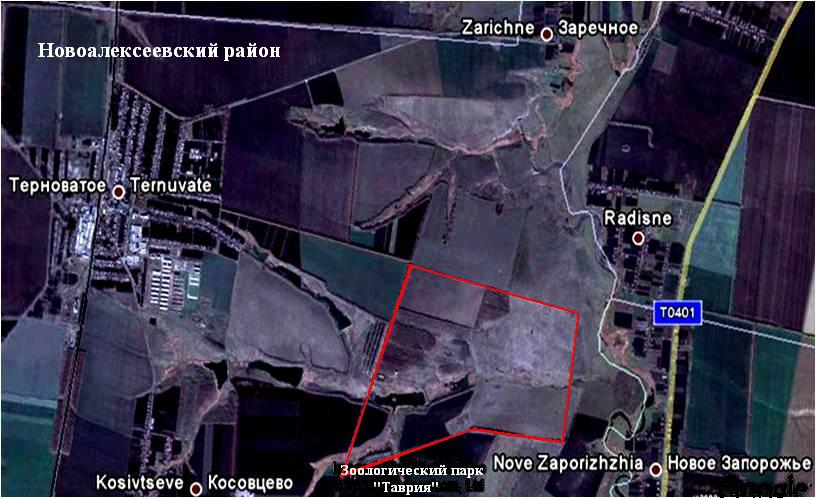 Zarichne Заречное
Новоалексеевский район
Терноватое Ternuvate
Radisne
T0401
Nove Zaporizhzhia Новое Запорожье
Зоологический парк
"Таврия"
Kosivtseve Косовцево